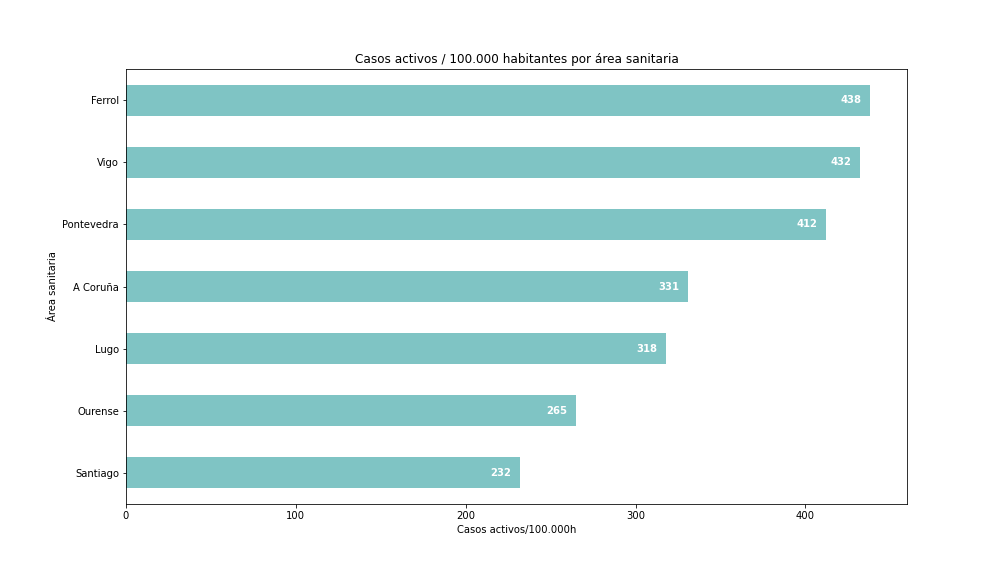 Casos activos / 100.000 habitantes por área sanitaria
Ferrol
438
Vigo
432
Pontevedra
412
A Coruña
331
Lugo
318
Ourense
265
Santiago
232
Área sanitaria
0
100
200
300
400
Casos activos/100.000h